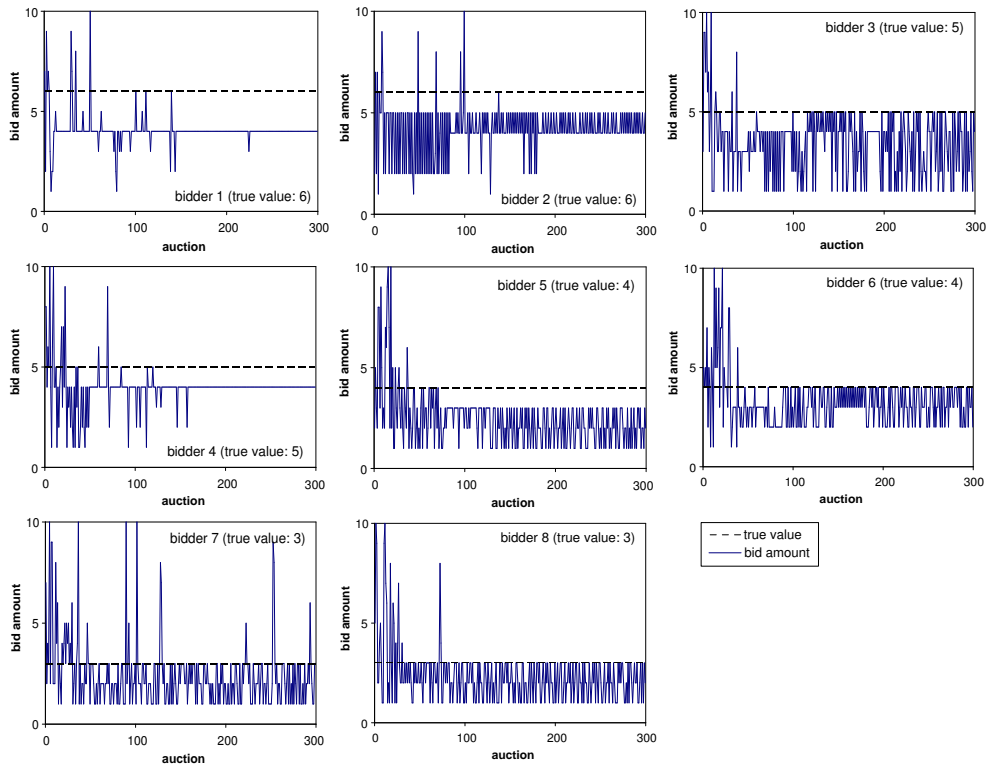 10
5
0
bid amount
bidder 1 (true value: 6)
0
100
200
300
auction
10
5
0
bid amount
bidder 2 (true value: 6)
0
100
200
300
auction
10
5
0
bid amount
bidder 3 (true value: 5)
0
100
200
300
auction
10
5
0
bid amount
bidder 4 (true value: 5)
0
100
200
300
auction
10
5
0
bid amount
bidder 5 (true value: 4)
0
100
200
300
auction
10
5
0
bid amount
bidder 6 (true value: 4)
0
100
200
300
auction
10
5
0
bid amount
bidder 7 (true value: 3)
0
100
200
300
auction
10
5
0
bid amount
bidder 8 (true value: 3)
0
100
200
300
auction
true value
bid amount